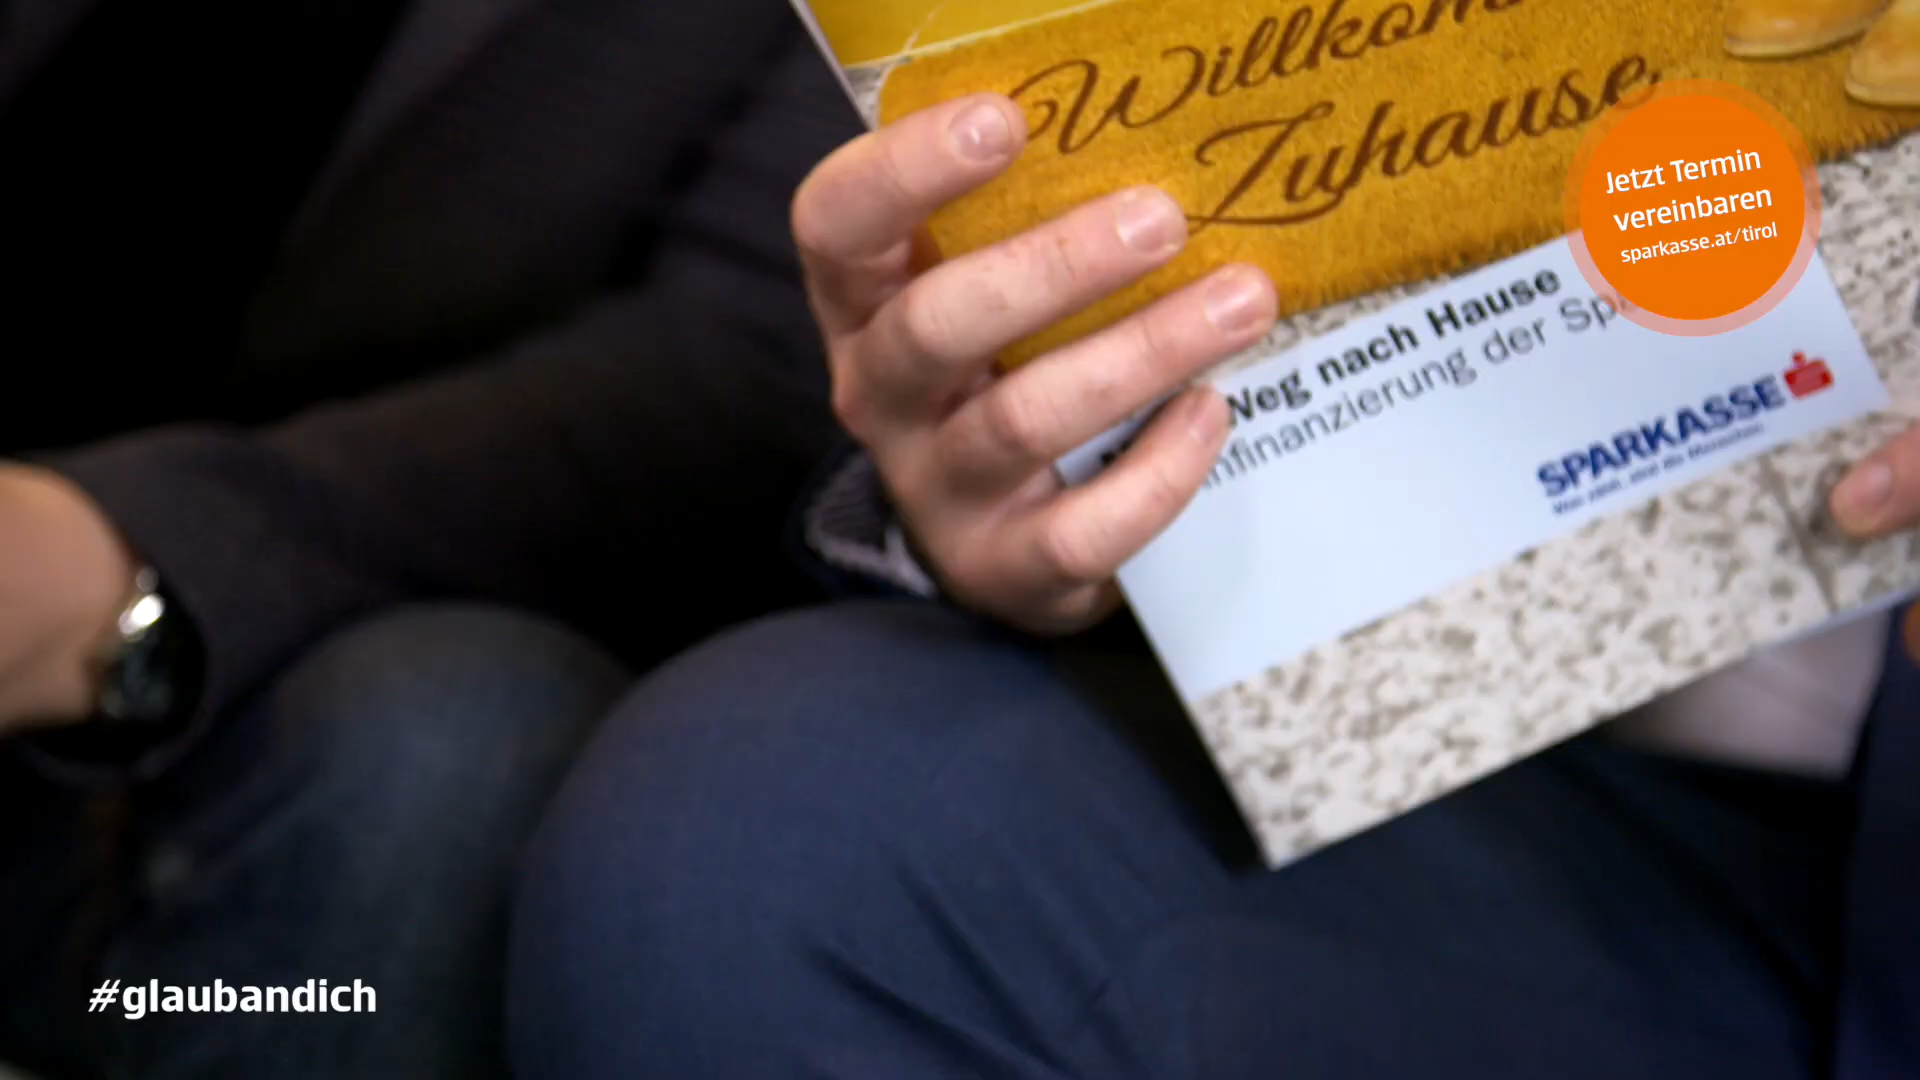 Willkom
Zuhause
Jetzt Termin
vereinbaren
sparkasse.at/tirol
Weg nach Hause
nfinanzierung der Sp
SPARKASSE
#glaubandich